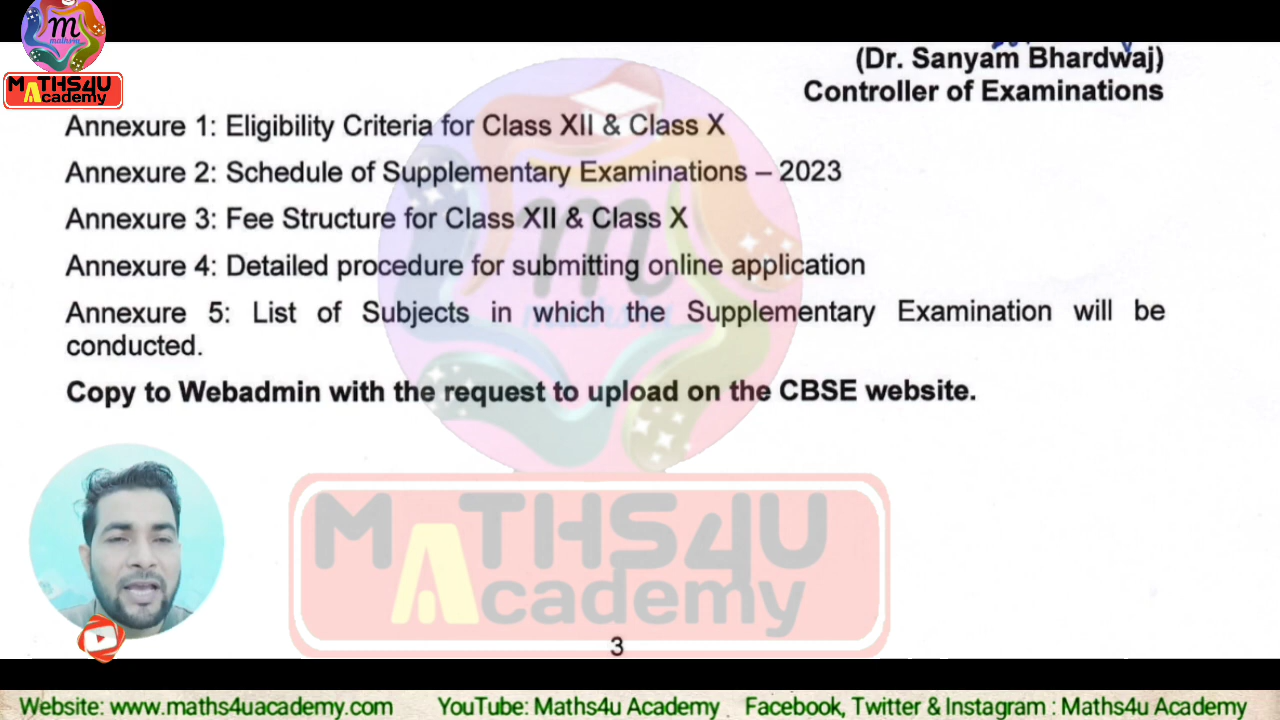 m
maths4u
MATHS4U
Academy
(Dr. Sanyam Bhardwaj)
Controller of Examinations
Annexure 1: Eligibility Criteria for Class XII & Class X
Annexure 2: Schedule of Supplementary Examinations – 2023
Annexure 3: Fee Structure for Class XII & Class X
Annexure 4: Detailed procedure for submitting online application
Annexure 5: List of Subjects in which the Supplementary Examination will be
conducted.
Copy to Webadmin with the request to upload on the CBSE website.
m
maths4u
MATHS4U
Academy
3
Website: www.maths4uacademy.com YouTube: Maths4u Academy . Facebook, Twitter & Instagram : Maths4u Academy